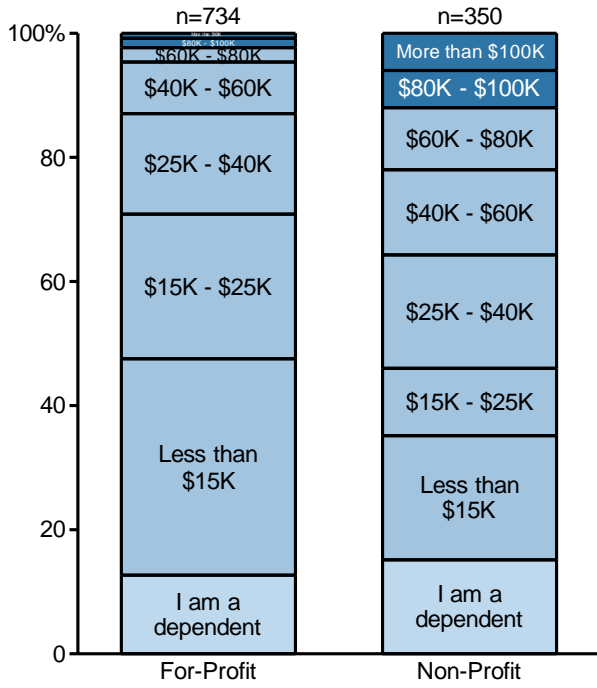 n=734
n=350
100%
80
60
40
20
0
$80K - $100K
$60K - $80K
$40K - $60K
$25K - $40K
$15K - $25K
Less than
$15K
I am a
dependent
More than $100K
$80K - $100K
$60K - $80K
$40K - $60K
$25K - $40K
$15K - $25K
Less than
$15K
I am a
dependent
For-Profit
Non-Profit